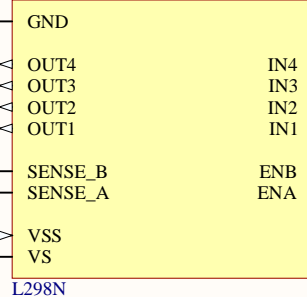 GND
OUT4 IN4
OUT3 IN3
OUT2 IN2
OUT1 IN1
SENSE_B ENB
SENSE_A ENA
VSS
VS
L298N